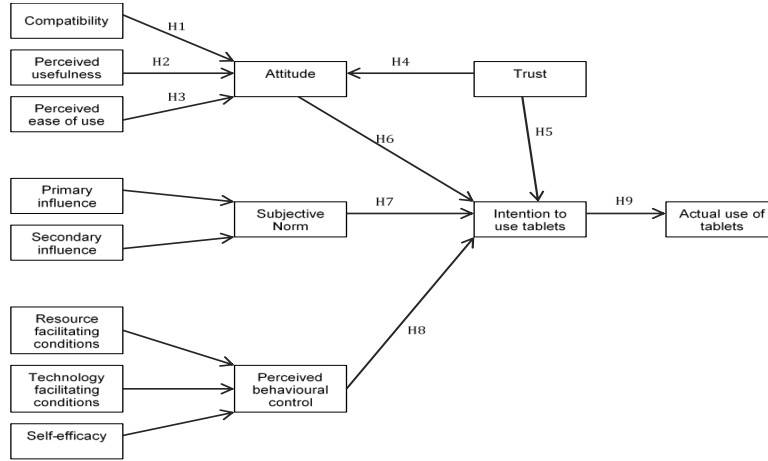 Compatibility
H1
Perceived
usefulness
H2
Perceived
ease of use
H3
Attitude
H4
Trust
H5
H6
Primary
influence
Secondary
influence
Subjective
Norm
H7
Intention to
use tablets
H9
Actual use of
tablets
Resource
facilitating
conditions
Technology
facilitating
conditions
Self-efficacy
Perceived
behavioural
control
H8